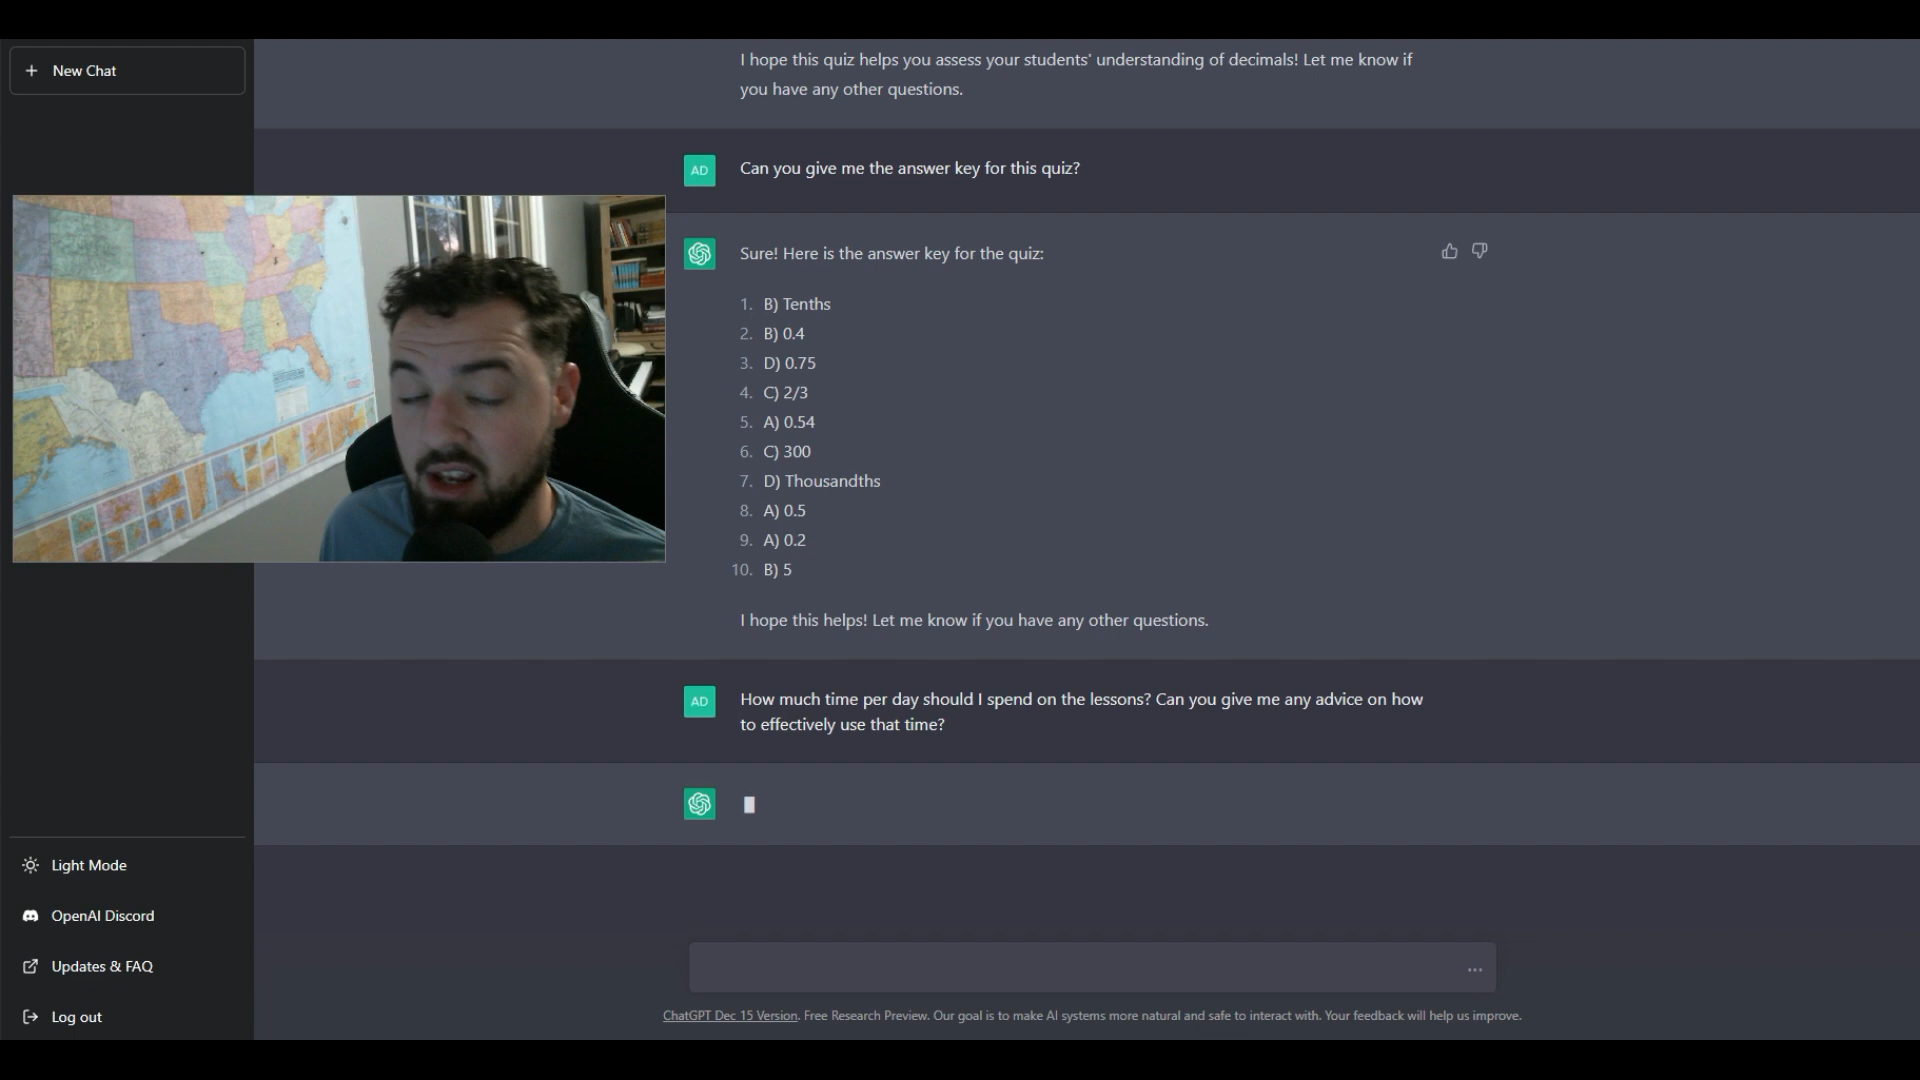 New Chat
I hope this quiz helps you assess your students' understanding of decimals! Let me know if
you have any other questions.
AD
Can you give me the answer key for this quiz?
Sure! Here is the answer key for the quiz:
1. B) Tenths
2. B) 0.4
3. D) 0.75
4. C) 2/3
5. A) 0.54
6. C) 300
7. D) Thousandths
8. A) 0.5
9. A) 0.2
10. B) 5
I hope this helps! Let me know if you have any other questions.
AD
How much time per day should I spend on the lessons? Can you give me any advice on how
to effectively use that time?
Light Mode
OpenAI Discord
Updates & FAQ
Log out
ChatGPT Dec 15 Version. Free Research Preview. Our goal is to make AI systems more natural and safe to interact with. Your feedback will help us improve.